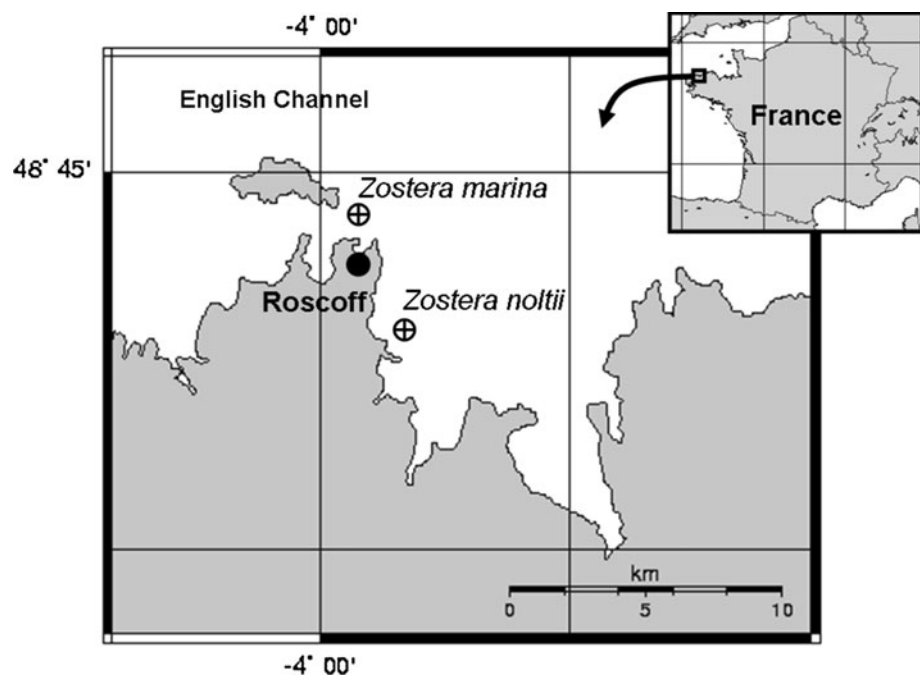 -4° 00'
English Channel
France
48° 45'
Zostera marina
Roscoff
Zostera noltii
km
0 5 10
-4° 00'